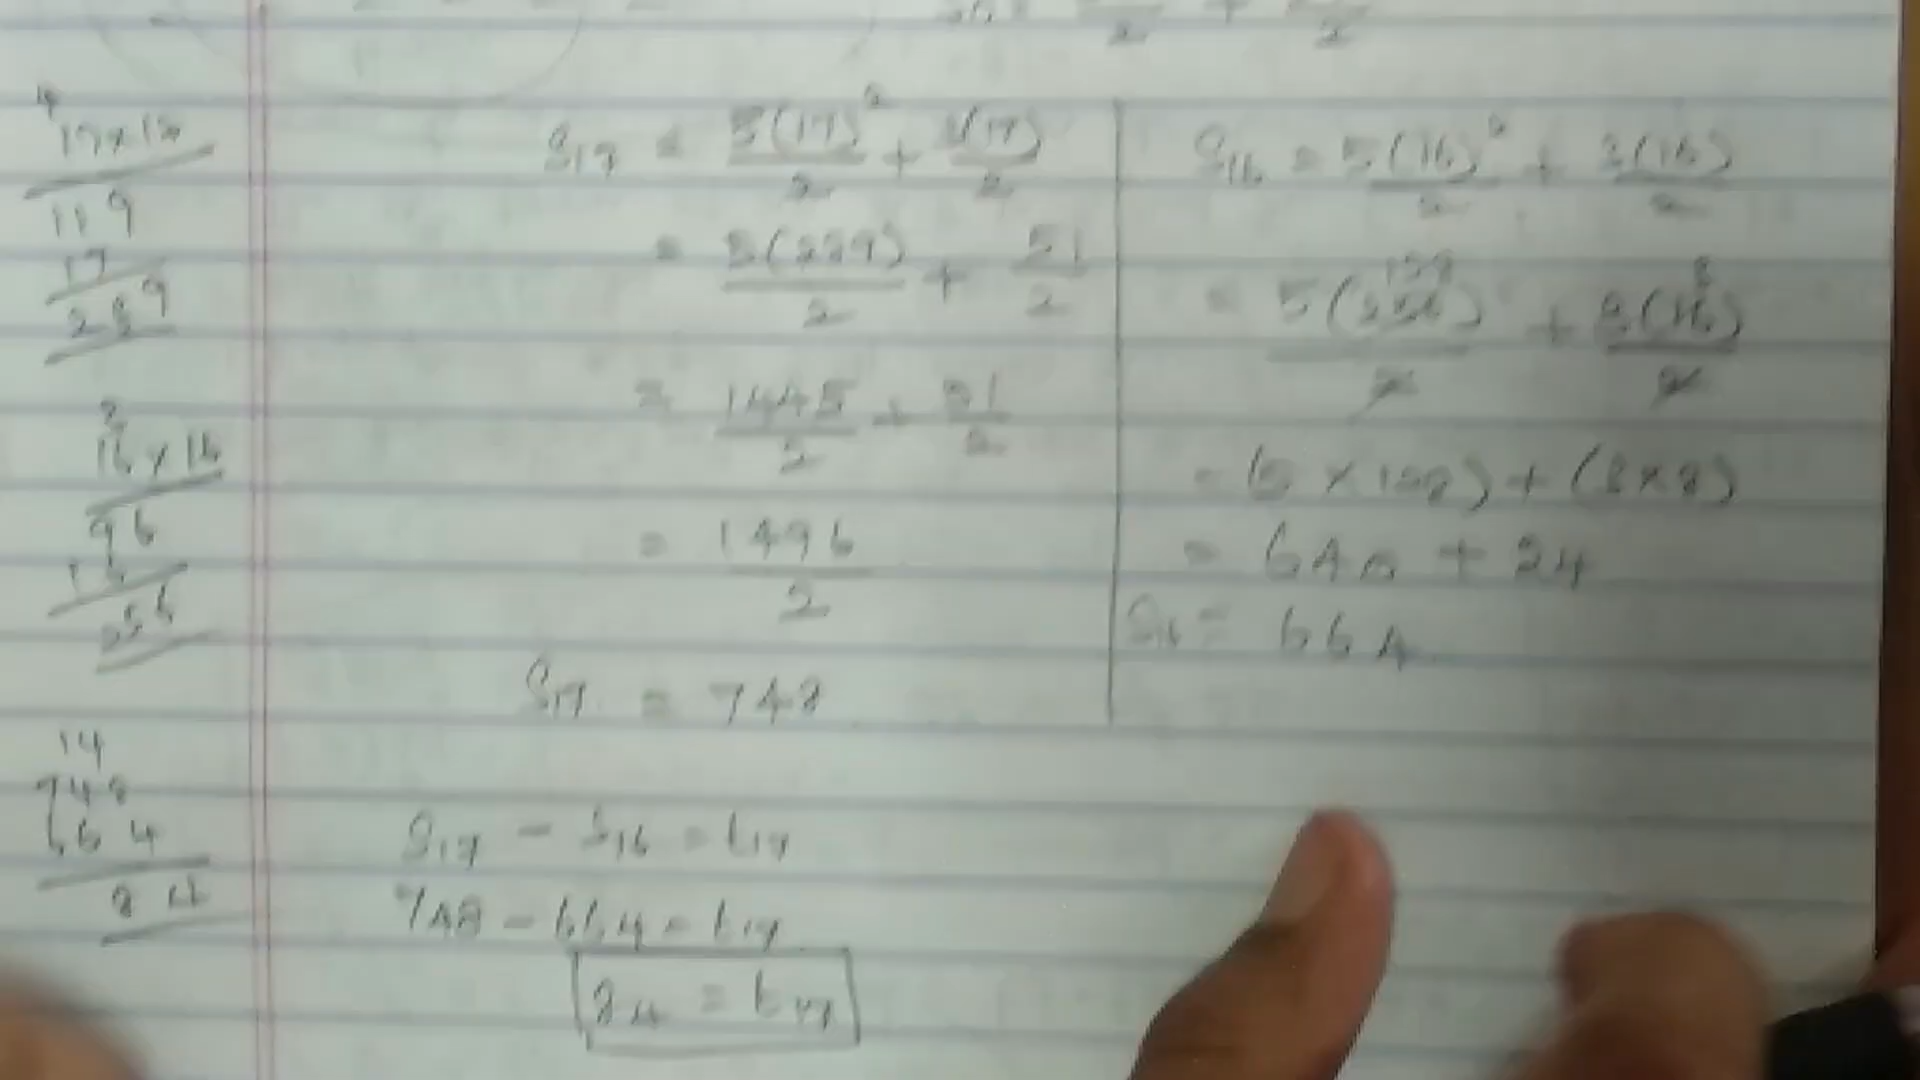 17×17
119
17
289
16×16
96
16
256
14
748
664
84
S17 = 5(17)²/2 + 3(17)/2
= 5(289)/2 + 51/2
= 1445/2 + 51/2
= 1496/2
S17 = 748
S16 = 5(16)²/2 + 3(16)/2
= 5(256)/2 + 3(16)/2
= (5 × 128) + (3×8)
= 640 + 24
S16 = 664
S17 - S16 = t17
748 - 664 = t17
84 = t17